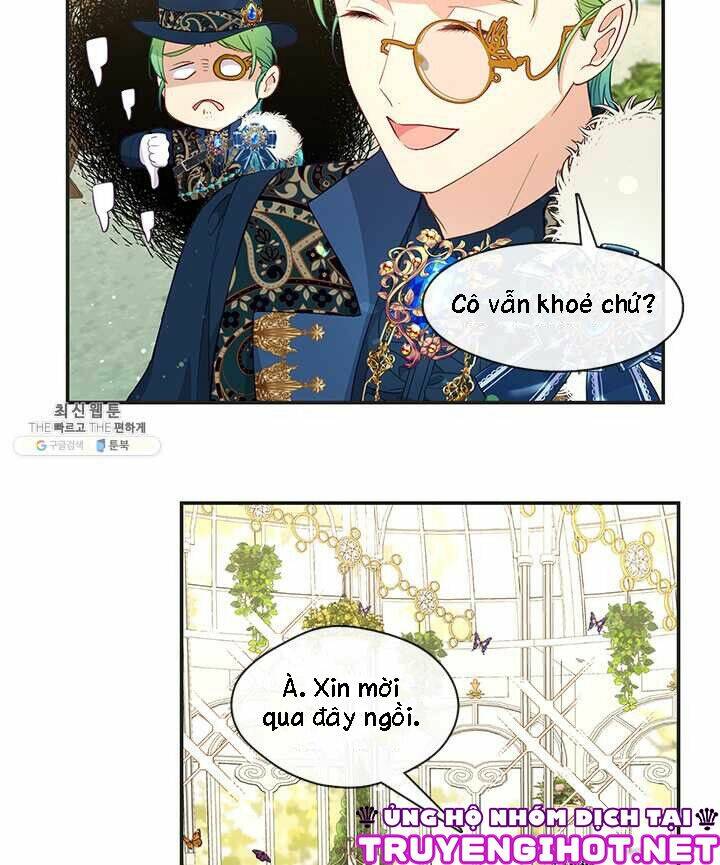 Cô vẫn khoẻ chứ?
최신웹툰
THE 빠르고 THE 편하게
G 구글검색 툰북
À. Xin mời
qua đây ngồi.
ỦNG HỘ NHÓM DỊCH TẠI
TRUYENGIHOT.NET